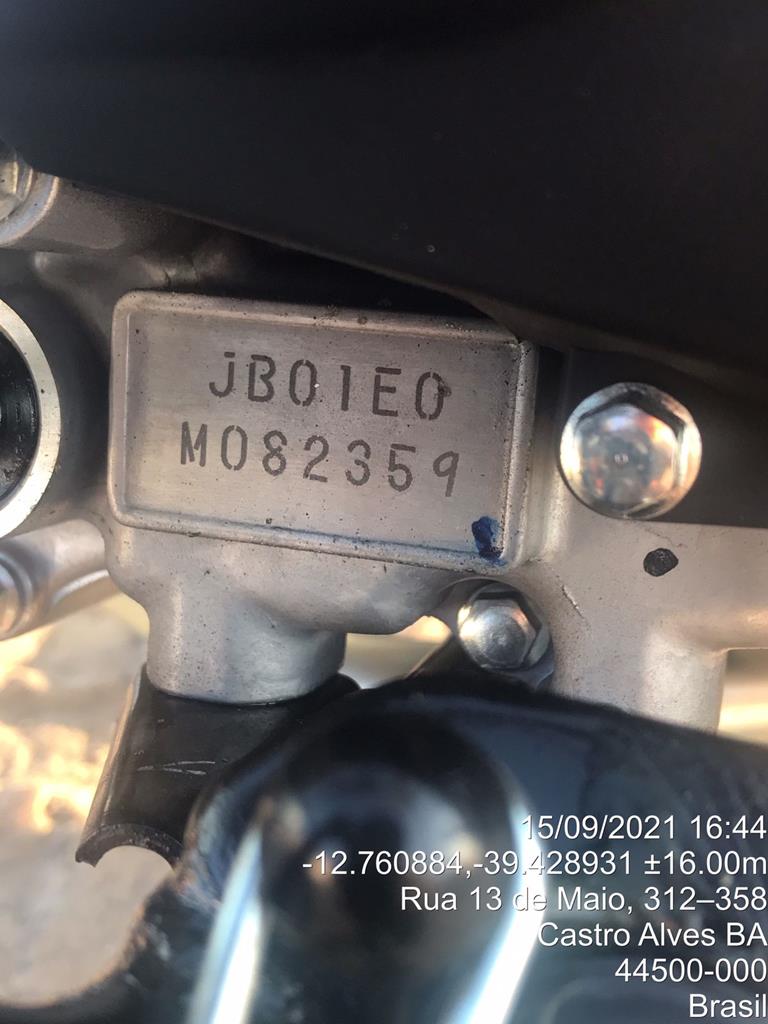 JB01E0
M082359
15/09/2021 16:44
-12.760884,-39.428931 ±16.00m
Rua 13 de Maio, 312–358
Castro Alves BA
44500-000
Brasil